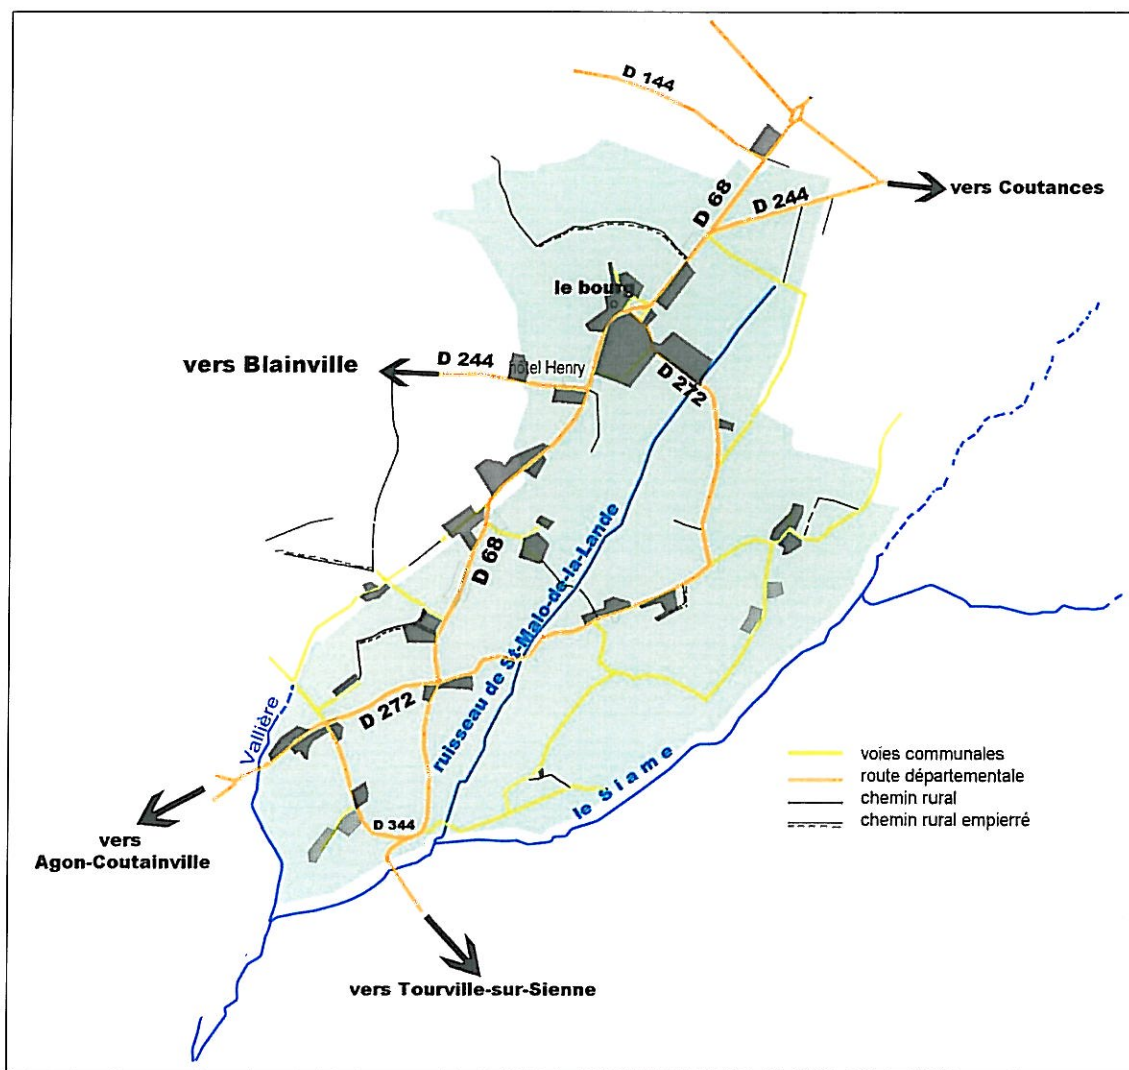 D 144
D 68
D 244
vers Coutances
le bourg
D 244
hôtel Henry
vers Blainville
D 272
D 68
ruisseau de St-Malo-de-la-Lande
Vallière
D 272
le Siame
voies communales
route départementale
chemin rural
chemin rural empierré
D 344
vers
Agon-Coutainville
vers Tourville-sur-Sienne